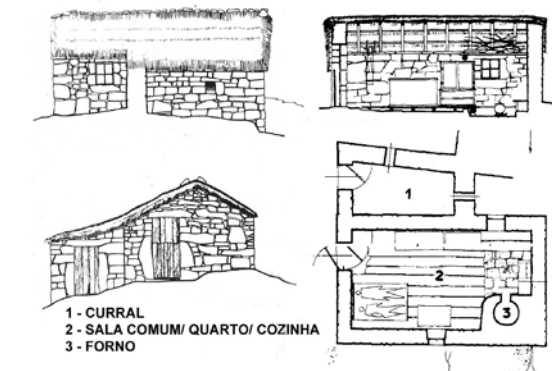 1
2
3
1 - CURRAL
2 - SALA COMUM/ QUARTO/ COZINHA
3 - FORNO